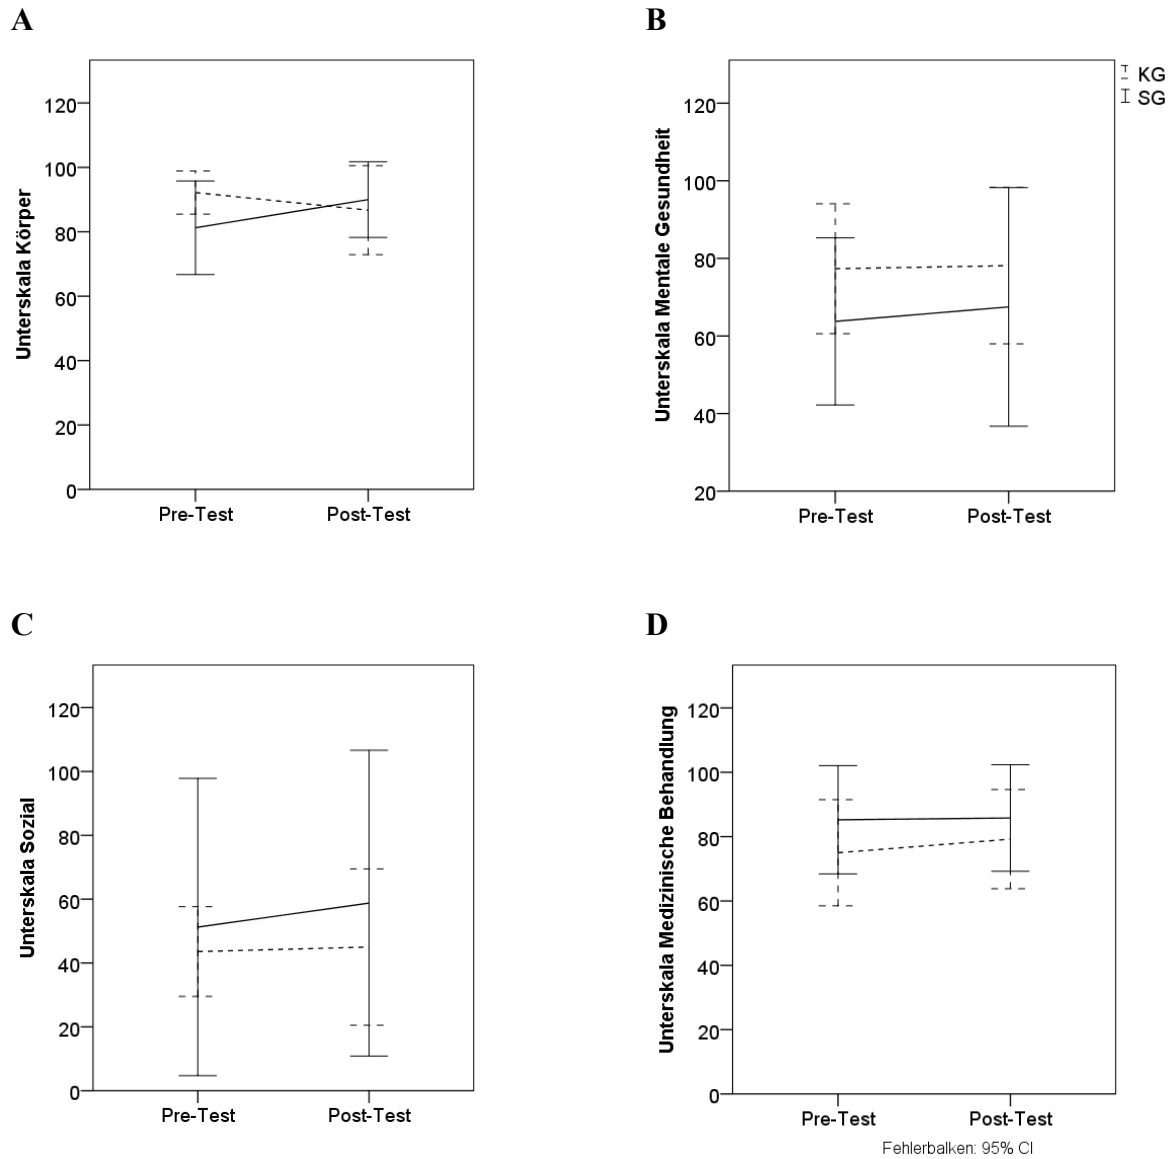 A
Unterskala Körper
120
100
80
60
40
20
0
Pre-Test Post-Test
B
KG
SG
Unterskala Mentale Gesundheit
120
100
80
60
40
20
Pre-Test Post-Test
C
Unterskala Sozial
120
100
80
60
40
20
0
Pre-Test Post-Test
D
Unterskala Medizinische Behandlung
120
100
80
60
40
20
0
Pre-Test Post-Test
Fehlerbalken: 95% CI